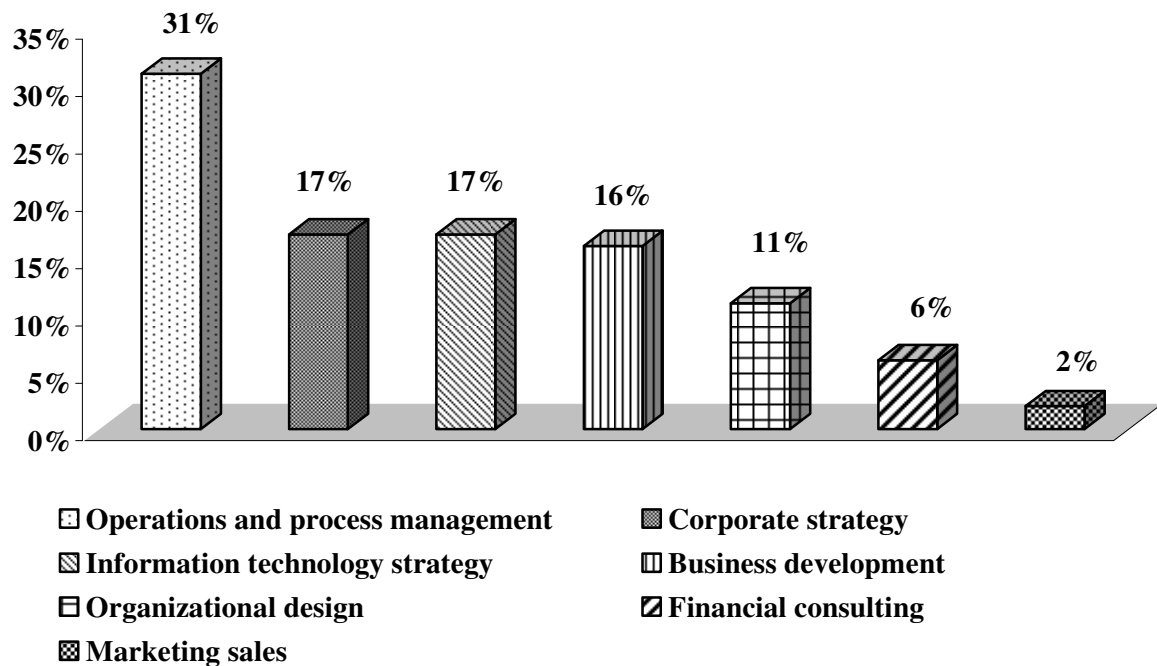 31%
35%
30%
25%
20%
15%
10%
5%
0%
17%
17%
16%
11%
6%
2%
Operations and process management
Corporate strategy
Information technology strategy
Business development
Organizational design
Financial consulting
Marketing sales